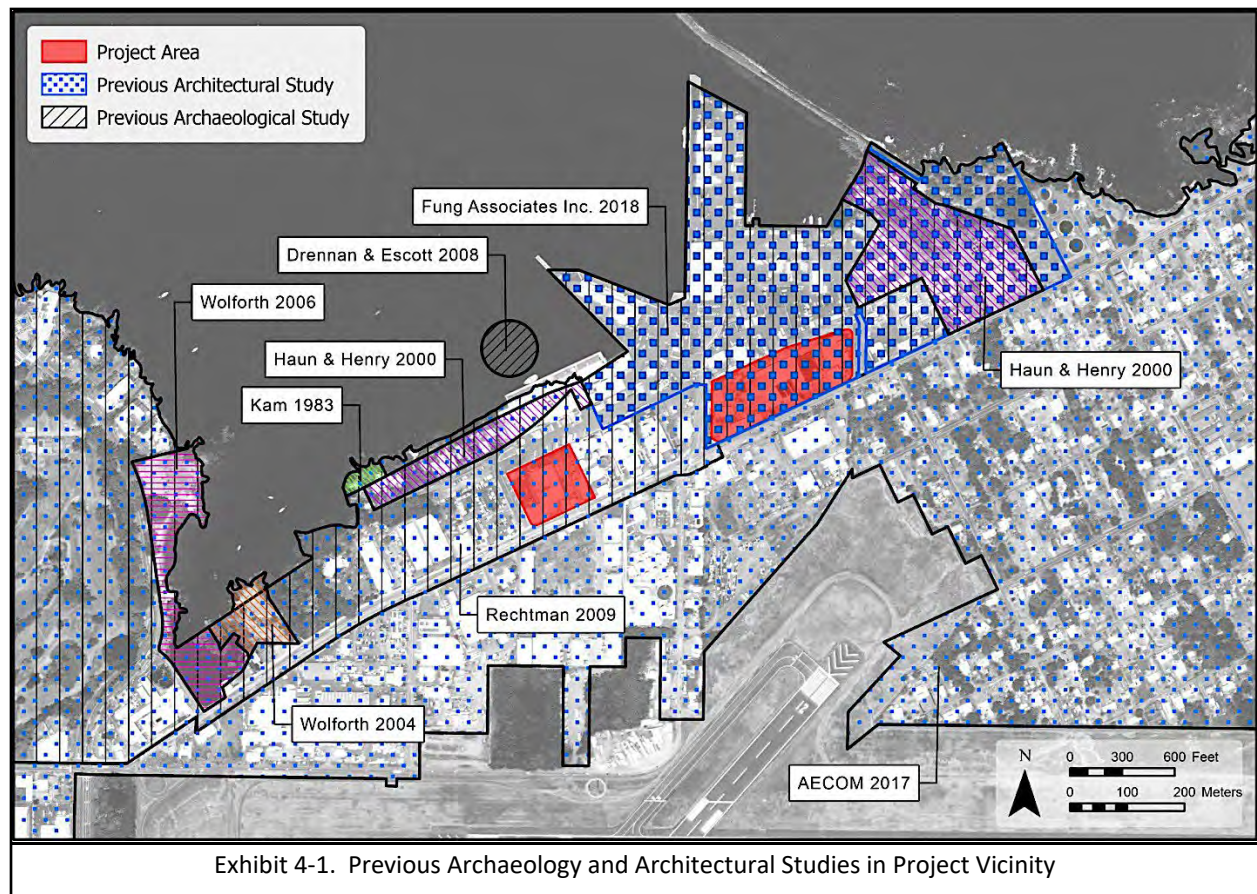 Project Area
Previous Architectural Study
Previous Archaeological Study
Fung Associates Inc. 2018
Drennan & Escott 2008
Wolforth 2006
Haun & Henry 2000
Kam 1983
Haun & Henry 2000
Rechtman 2009
Wolforth 2004
AECOM 2017
N
0 300 600 Feet
0 100 200 Meters
Exhibit 4-1. Previous Archaeology and Architectural Studies in Project Vicinity